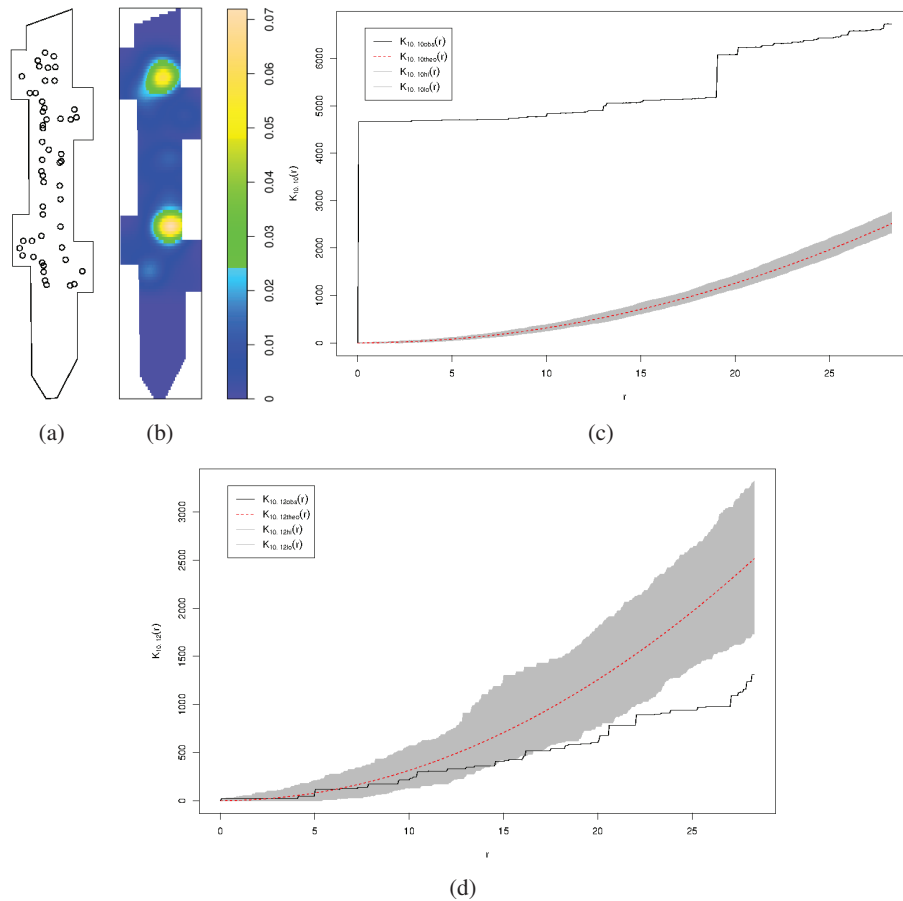 0
0.01
0.02
0.03
0.04
0.05
0.06
0.07
(a)
(b)
K10, 10(r)
0
1000
2000
3000
4000
5000
6000
K10, 10obs(r)
K10, 10theo(r)
K10, 10hi(r)
K10, 10lo(r)
0
5
10
15
20
25
r
(c)
K10, 12(r)
0
500
1000
1500
2000
2500
3000
K10, 12obs(r)
K10, 12theo(r)
K10, 12hi(r)
K10, 12lo(r)
0
5
10
15
20
25
r
(d)